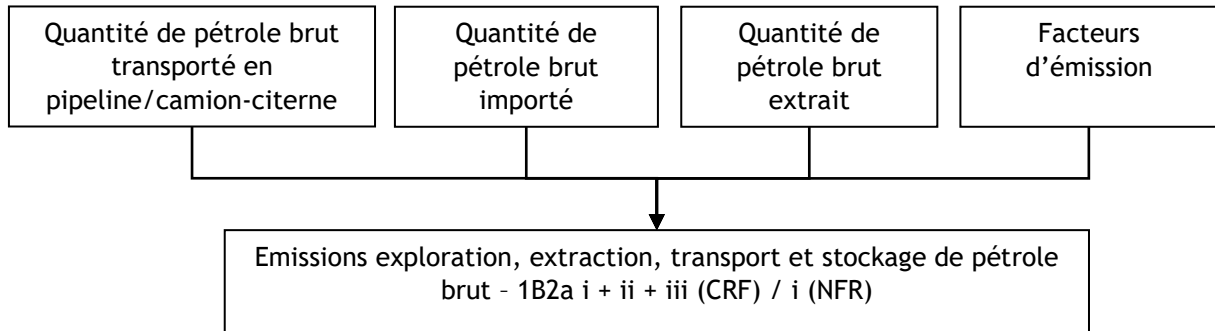 Quantité de pétrole brut
transporté en
pipeline/camion-citerne
Quantité de
pétrole brut
importé
Quantité de
pétrole brut
extrait
Facteurs
d’émission
Emissions exploration, extraction, transport et stockage de pétrole
brut – 1B2a i + ii + iii (CRF) / i (NFR)